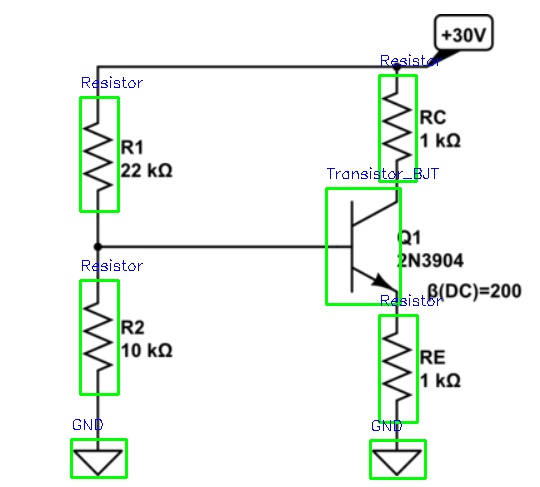 +30V
Resistor
Resistor
RC
1 kΩ
R1
22 kΩ
Transistor_BJT
Q1
2N3904
Resistor
β(DC)=200
Resistor
R2
10 kΩ
RE
1 kΩ
GND
GND